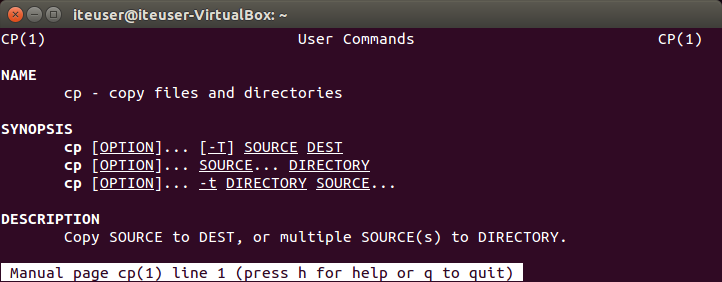 iteuser@iteuser-VirtualBox: ~
CP(1) User Commands CP(1)
NAME
cp - copy files and directories
SYNOPSIS
cp [OPTION]... [-T] SOURCE DEST
cp [OPTION]... SOURCE... DIRECTORY
cp [OPTION]... -t DIRECTORY SOURCE...
DESCRIPTION
Copy SOURCE to DEST, or multiple SOURCE(s) to DIRECTORY.
Manual page cp(1) line 1 (press h for help or q to quit)